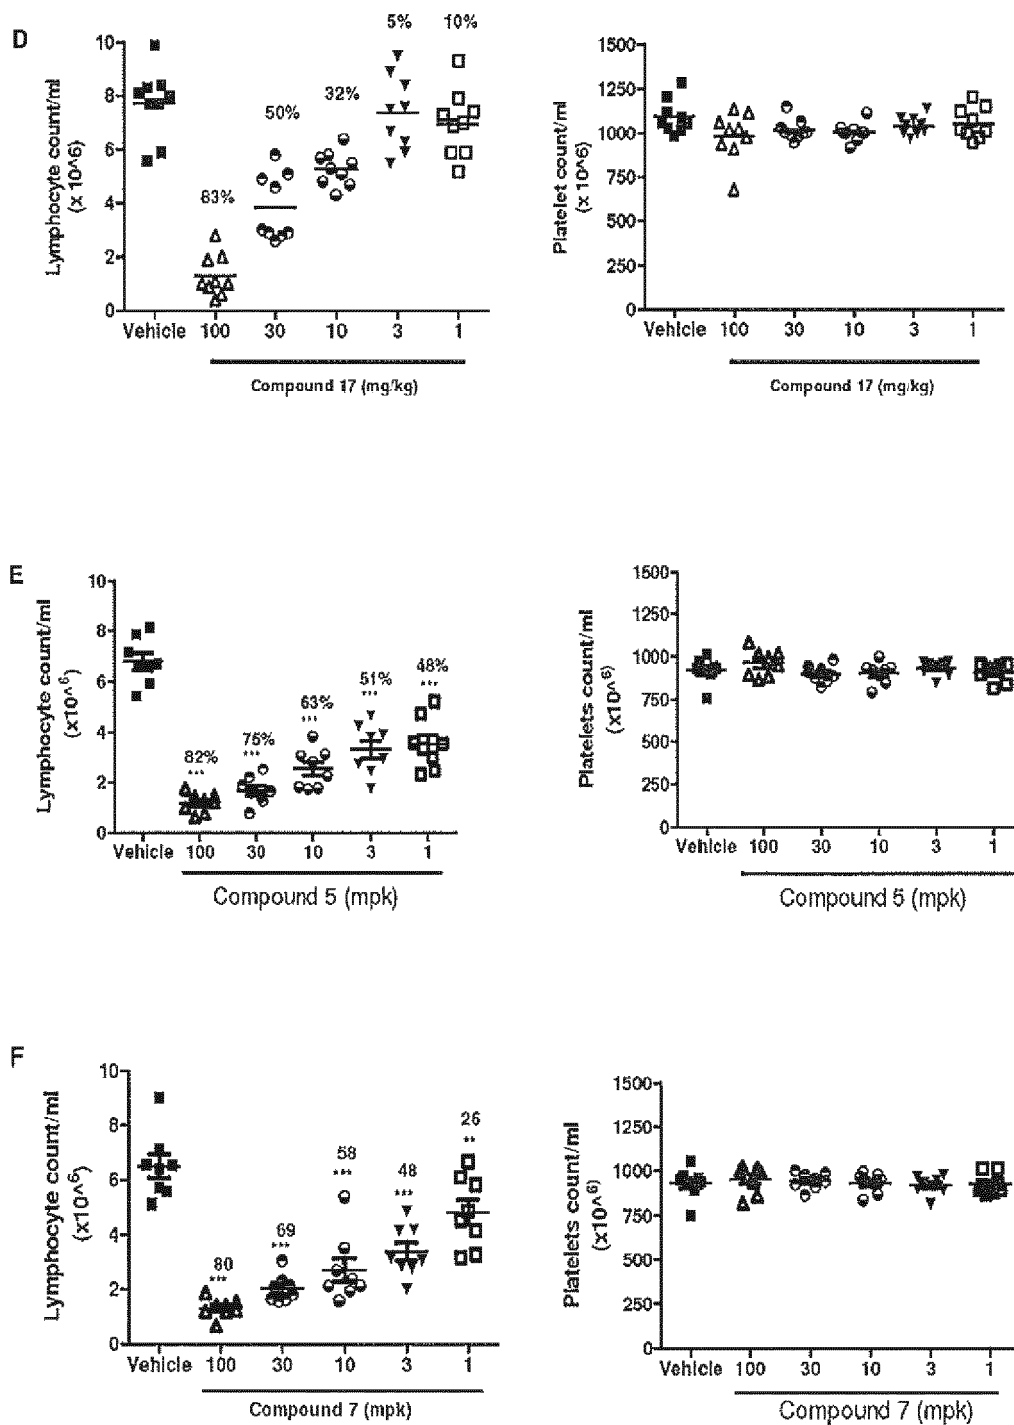 D
Lymphocyte count/ml
(x 10^6)
10
8
6
4
2
0
83%
50%
32%
5%
10%
Vehicle 100 30 10 3 1
Compound 17 (mg/kg)
Platelet count/ml
(x 10^6)
1500
1250
1000
750
500
250
0
Vehicle 100 30 10 3 1
Compound 17 (mg/kg)
E
Lymphocyte count/ml
(x10^6)
10
8
6
4
2
0
82%
***
75%
***
63%
***
51%
***
48%
***
Vehicle 100 30 10 3 1
Compound 5 (mpk)
Platelets count/ml
(x10^6)
1500
1250
1000
750
500
250
0
Vehicle 100 30 10 3 1
Compound 5 (mpk)
F
Lymphocyte count/ml
(x10^6)
10
8
6
4
2
0
80
***
69
***
58
***
48
***
26
**
Vehicle 100 30 10 3 1
Compound 7 (mpk)
Platelets count/ml
(x10^6)
1500
1250
1000
750
500
250
0
Vehicle 100 30 10 3 1
Compound 7 (mpk)